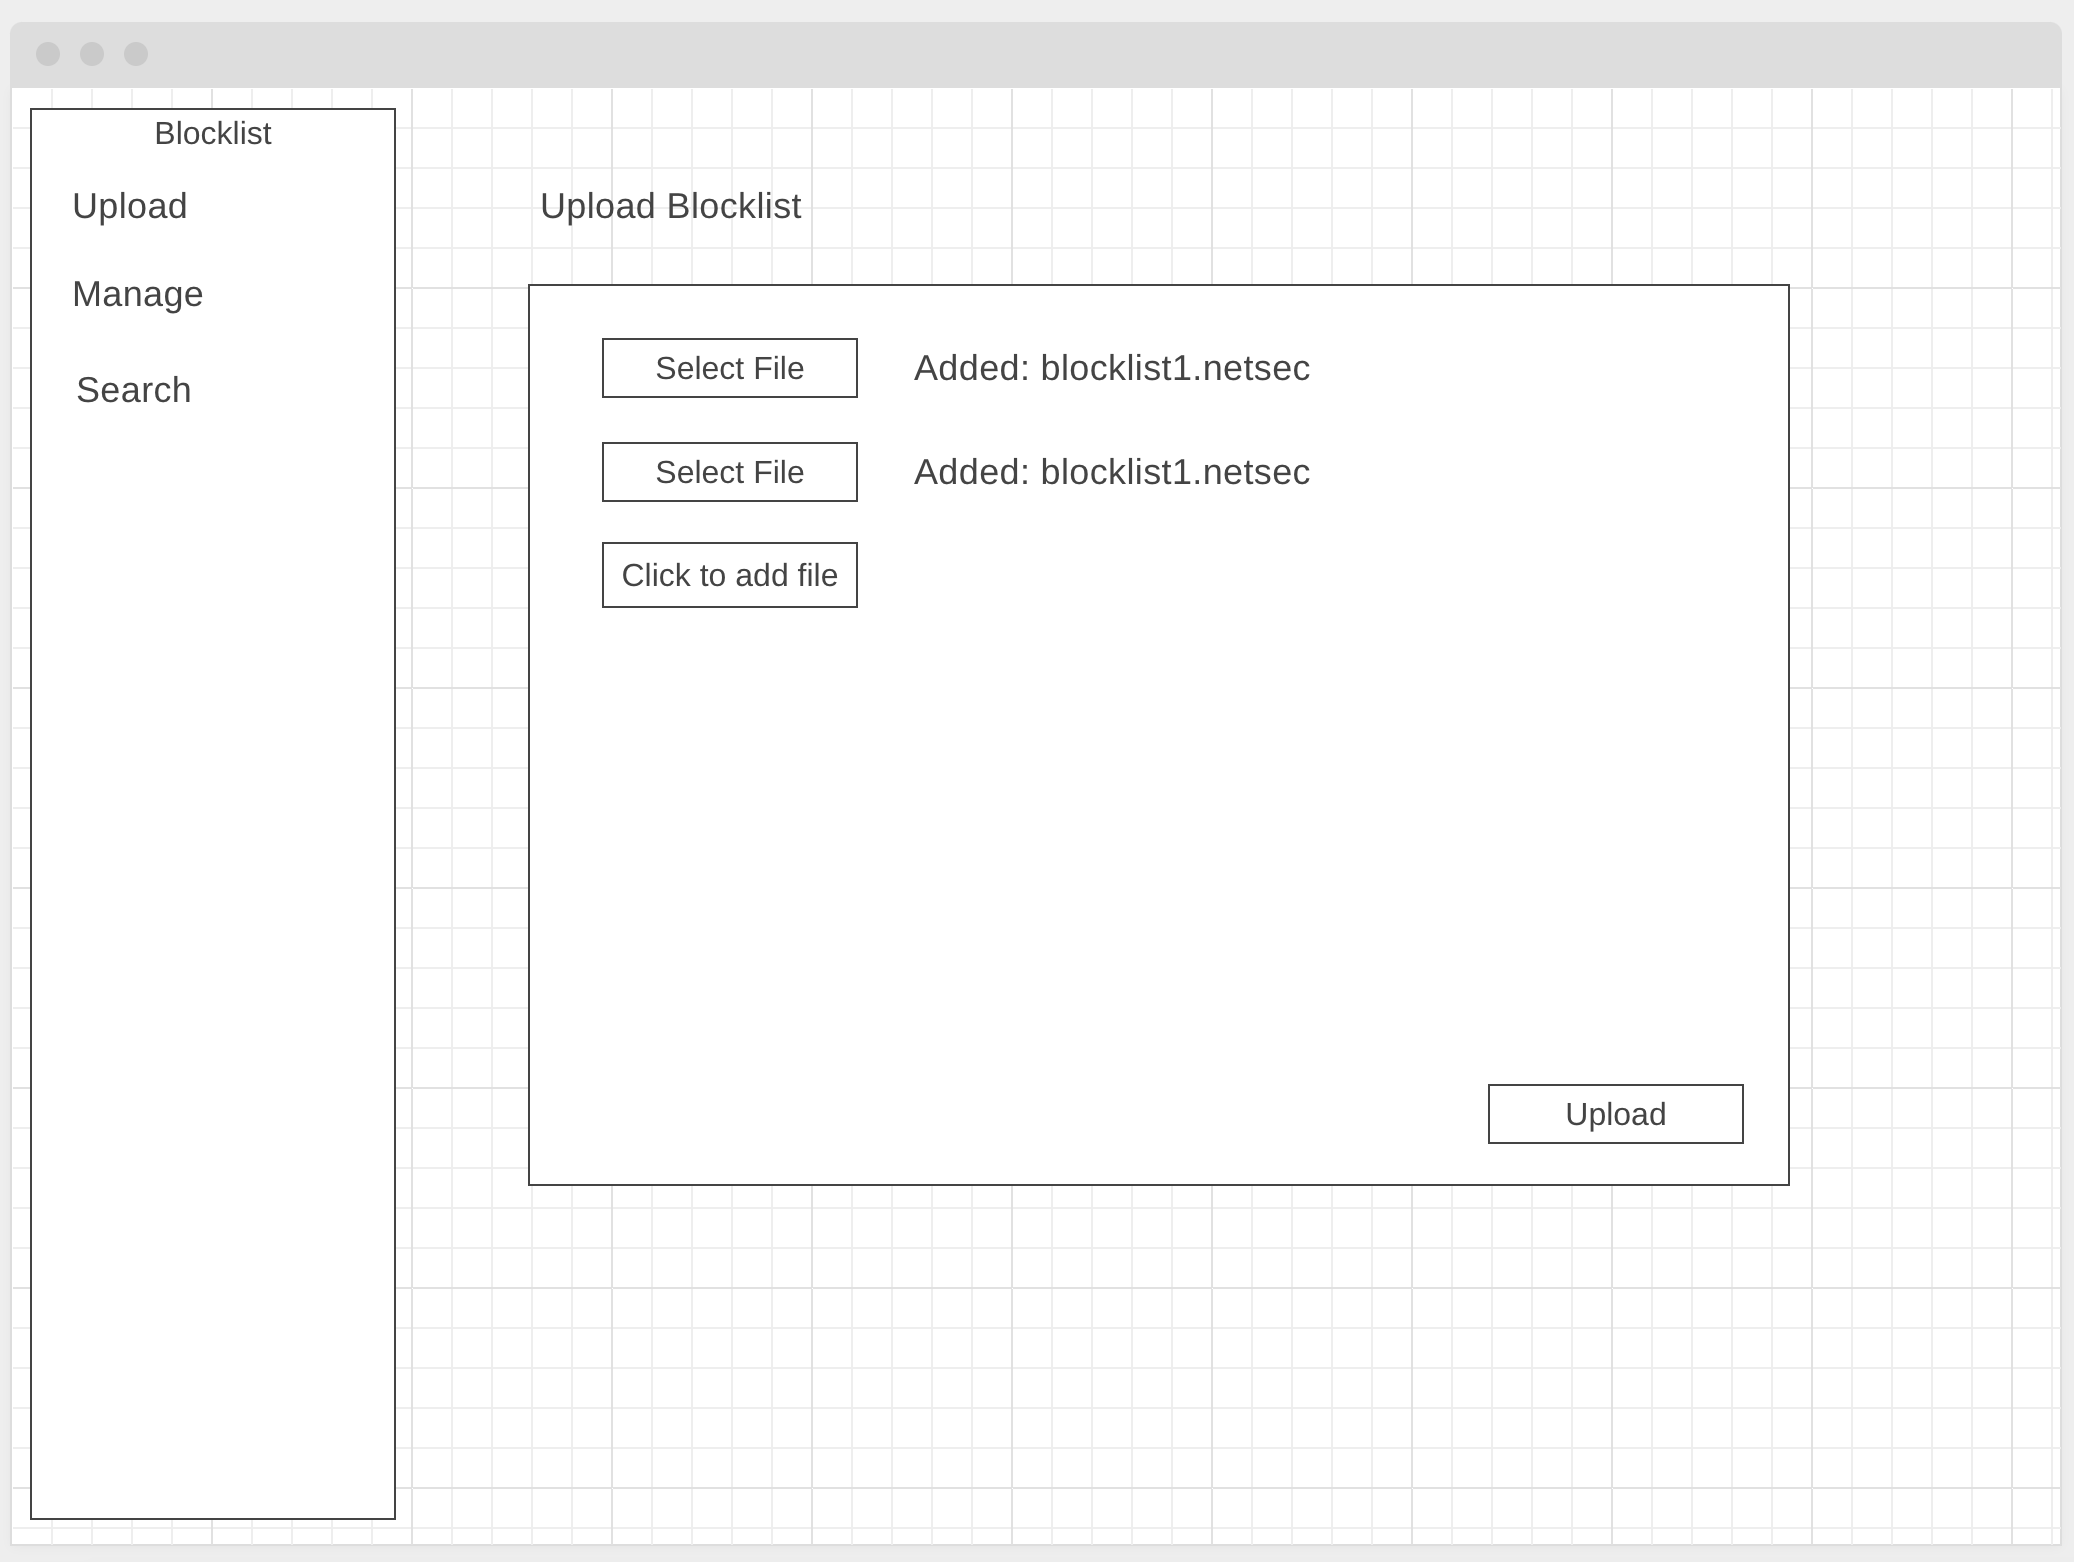 Blocklist
Upload
Manage
Search
Upload Blocklist
Select File
Added: blocklist1.netsec
Select File
Added: blocklist1.netsec
Click to add file
Upload